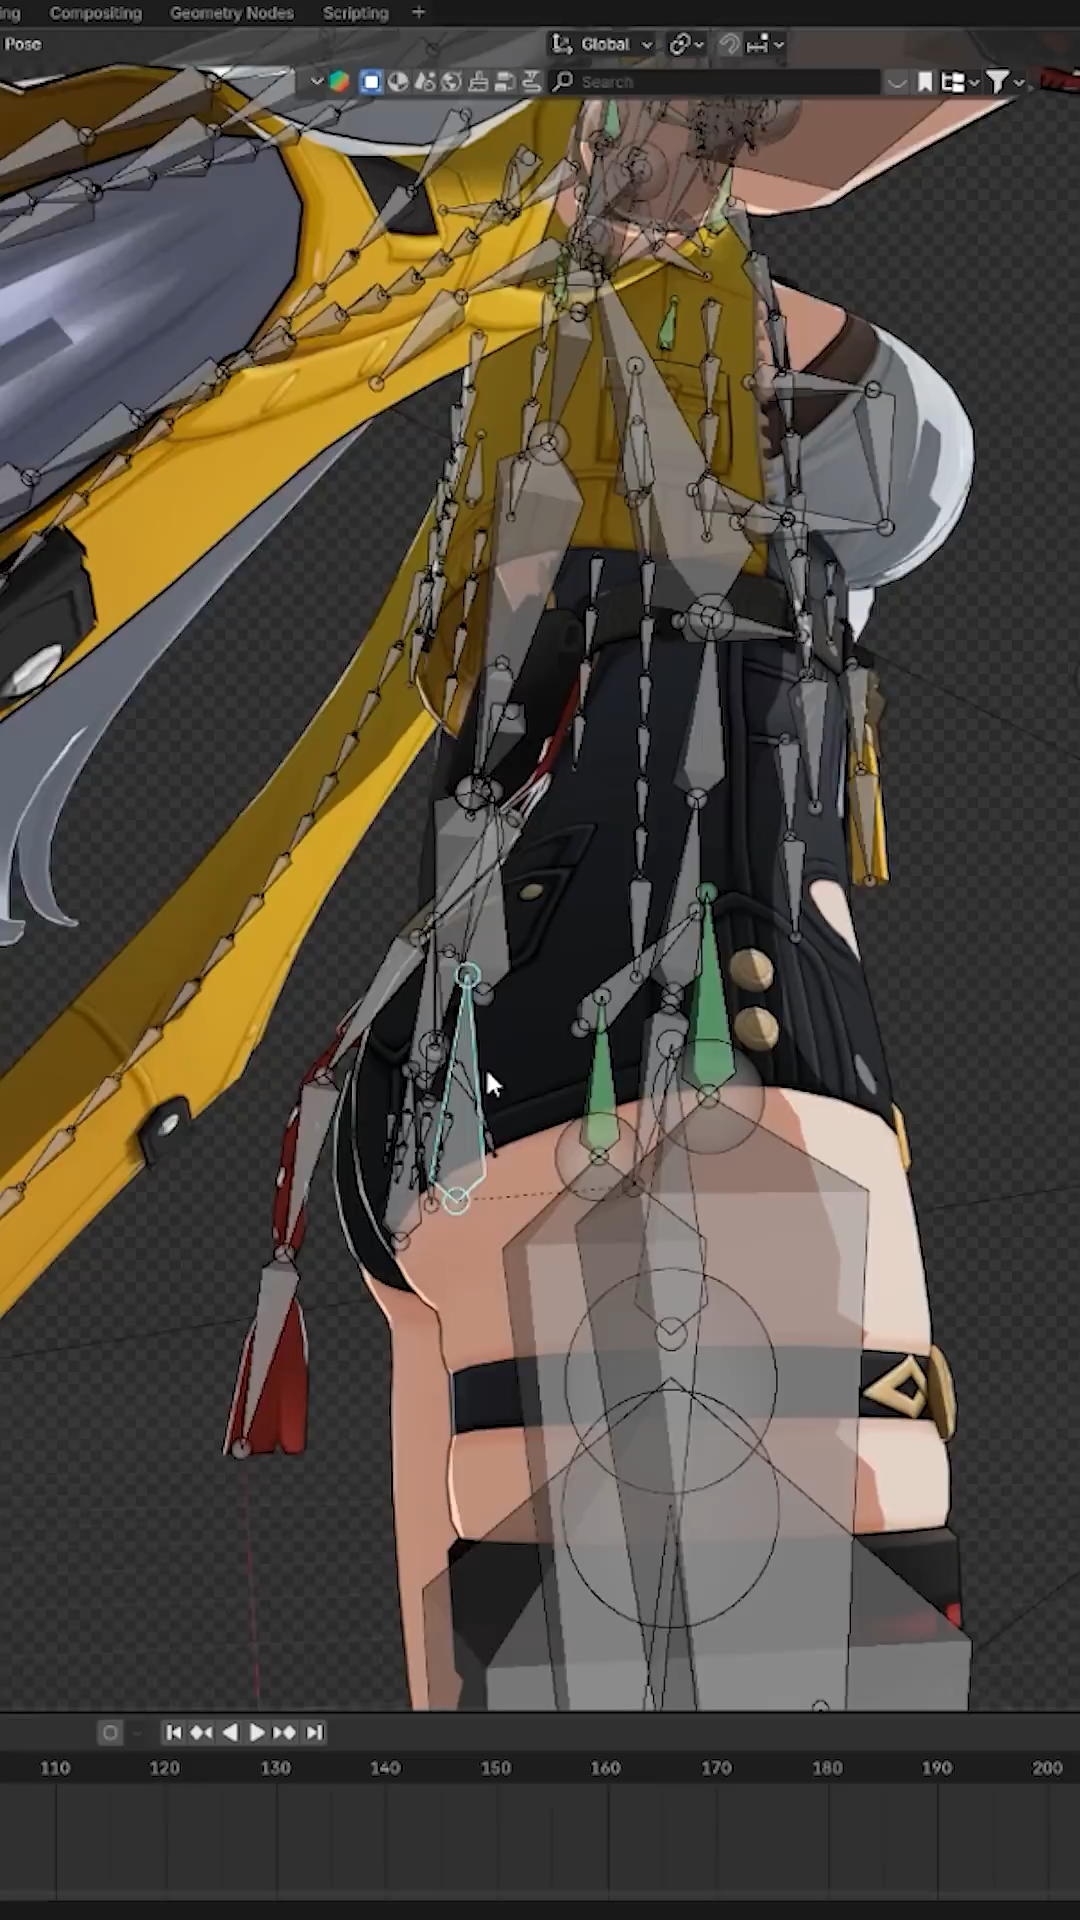 ing Compositing Geometry Nodes Scripting +
Pose
Global
Search
110 120 130 140 150 160 170 180 190 200